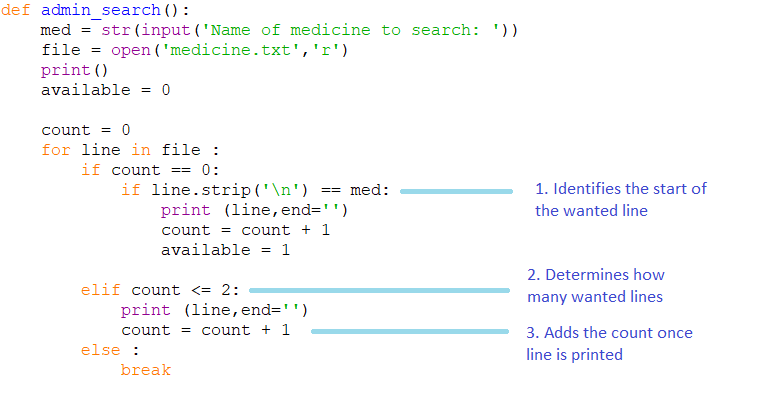 def admin_search():
    med = str(input('Name of medicine to search: '))
    file = open('medicine.txt','r')
    print()
    available = 0

    count = 0
    for line in file :
        if count == 0:
            if line.strip('\n') == med:
                print (line,end='')
                count = count + 1
                available = 1

        elif count <= 2:
            print (line,end='')
            count = count + 1
        else :
            break
1. Identifies the start of
the wanted line
2. Determines how
many wanted lines
3. Adds the count once
line is printed